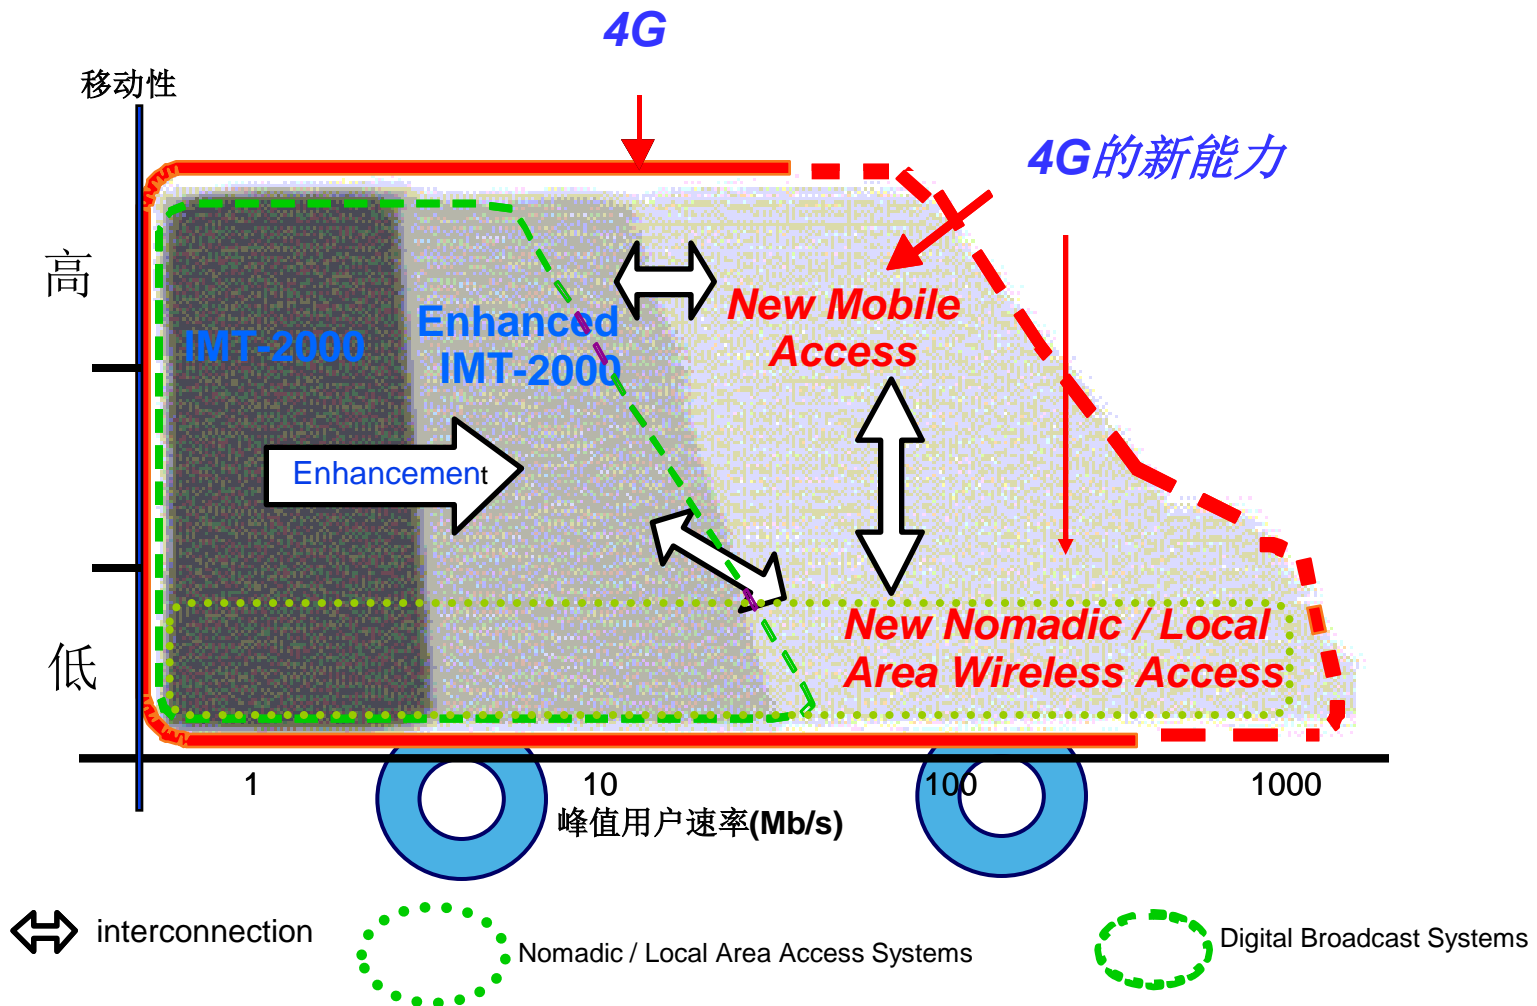 4G
移动性
4G的新能力
高
New Mobile
Access
Enhanced
IMT-2000
IMT-2000
Enhancement
低
New Nomadic / Local
Area Wireless Access
1
10
100
1000
峰值用户速率(Mb/s)
interconnection
Nomadic / Local Area Access Systems
Digital Broadcast Systems